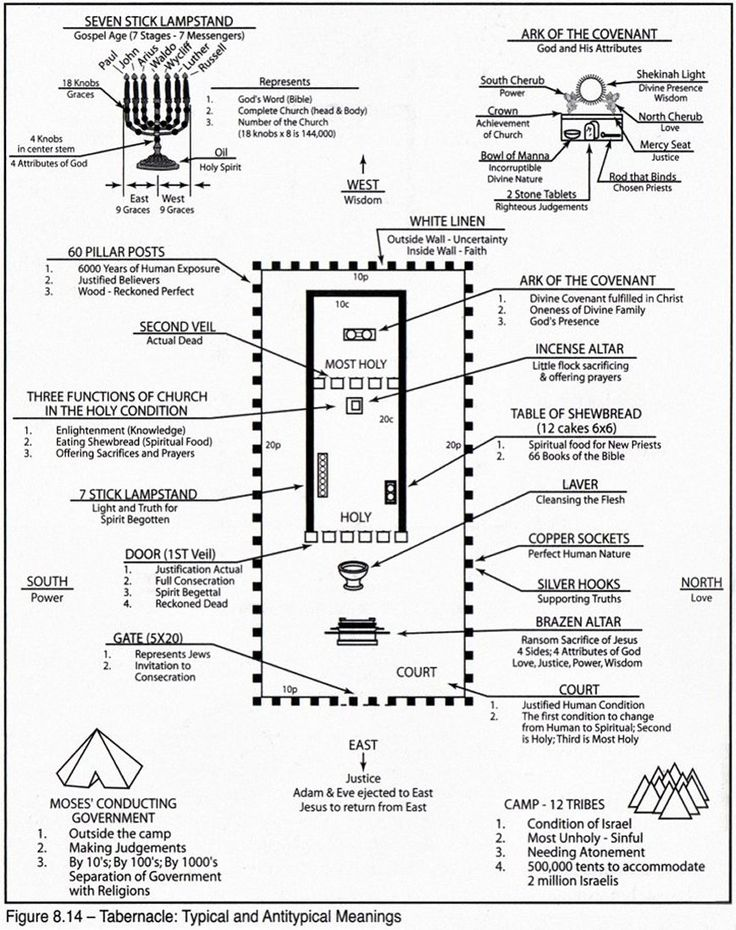 SEVEN STICK LAMPSTAND
Gospel Age (7 Stages - 7 Messengers)
Paul
John
Arius
Waldo
Wycliff
Luther
Russell
18 Knobs
Graces
4 Knobs
in center stem
4 Attributes of God
Oil
Holy Spirit
East
9 Graces
West
9 Graces
Represents
1. God's Word (Bible)
2. Complete Church (head & Body)
3. Number of the Church
(18 knobs x 8 is 144,000)
ARK OF THE COVENANT
God and His Attributes
South Cherub
Power
Shekinah Light
Divine Presence
Wisdom
Crown
Achievement
of Church
North Cherub
Love
Mercy Seat
Justice
Bowl of Manna
Incorruptible
Divine Nature
Rod that Binds
Chosen Priests
2 Stone Tablets
Righteous Judgements
WEST
Wisdom
WHITE LINEN
Outside Wall - Uncertainty
Inside Wall - Faith
60 PILLAR POSTS
1. 6000 Years of Human Exposure
2. Justified Believers
3. Wood - Reckoned Perfect
10p
10c
ARK OF THE COVENANT
1. Divine Covenant fulfilled in Christ
2. Oneness of Divine Family
3. God's Presence
SECOND VEIL
Actual Dead
MOST HOLY
INCENSE ALTAR
Little flock sacrificing
& offering prayers
THREE FUNCTIONS OF CHURCH
IN THE HOLY CONDITION
1. Enlightenment (Knowledge)
2. Eating Shewbread (Spiritual Food)
3. Offering Sacrifices and Prayers
20c
20p
20p
TABLE OF SHEWBREAD
(12 cakes 6x6)
1. Spiritual food for New Priests
2. 66 Books of the Bible
7 STICK LAMPSTAND
Light and Truth for
Spirit Begotten
LAVER
Cleansing the Flesh
HOLY
DOOR (1ST Veil)
1. Justification Actual
2. Full Consecration
3. Spirit Begettal
4. Reckoned Dead
COPPER SOCKETS
Perfect Human Nature
SOUTH
Power
SILVER HOOKS
Supporting Truths
NORTH
Love
BRAZEN ALTAR
Ransom Sacrifice of Jesus
4 Sides; 4 Attributes of God
Love, Justice, Power, Wisdom
GATE (5X20)
1. Represents Jews
2. Invitation to
Consecration
COURT
10p
10p
COURT
1. Justified Human Condition
2. The first condition to change
from Human to Spiritual; Second
is Holy; Third is Most Holy
EAST
Justice
Adam & Eve ejected to East
Jesus to return from East
MOSES' CONDUCTING
GOVERNMENT
1. Outside the camp
2. Making Judgements
3. By 10's; By 100's; By 1000's
Separation of Government
with Religions
CAMP - 12 TRIBES
1. Condition of Israel
2. Most Unholy - Sinful
3. Needing Atonement
4. 500,000 tents to accommodate
2 million Israelis
Figure 8.14 – Tabernacle: Typical and Antitypical Meanings